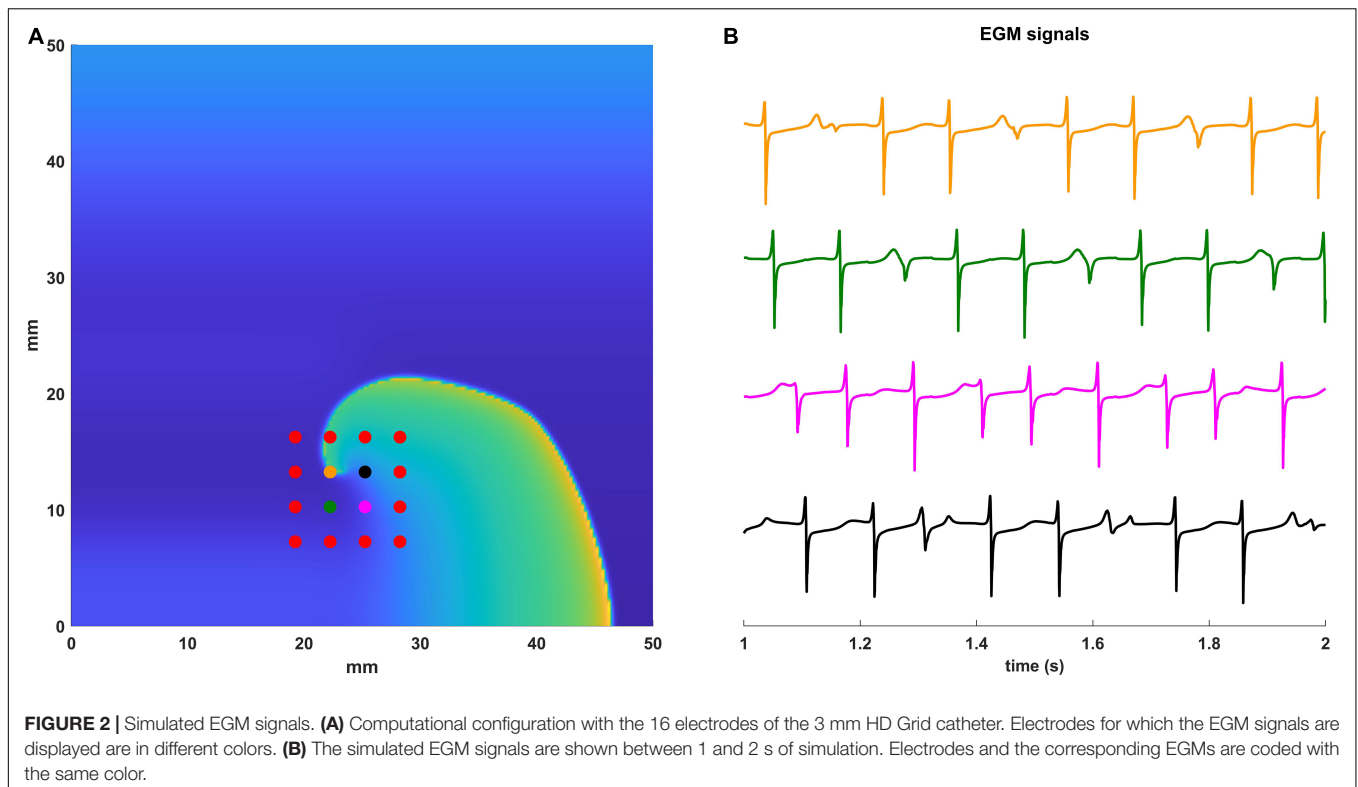 A
50
40
30
20
10
0
mm
0 10 20 30 40 50
mm
B
EGM signals
1 1.2 1.4 1.6 1.8 2
time (s)
FIGURE 2 | Simulated EGM signals. (A) Computational configuration with the 16 electrodes of the 3 mm HD Grid catheter. Electrodes for which the EGM signals are
displayed are in different colors. (B) The simulated EGM signals are shown between 1 and 2 s of simulation. Electrodes and the corresponding EGMs are coded with
the same color.